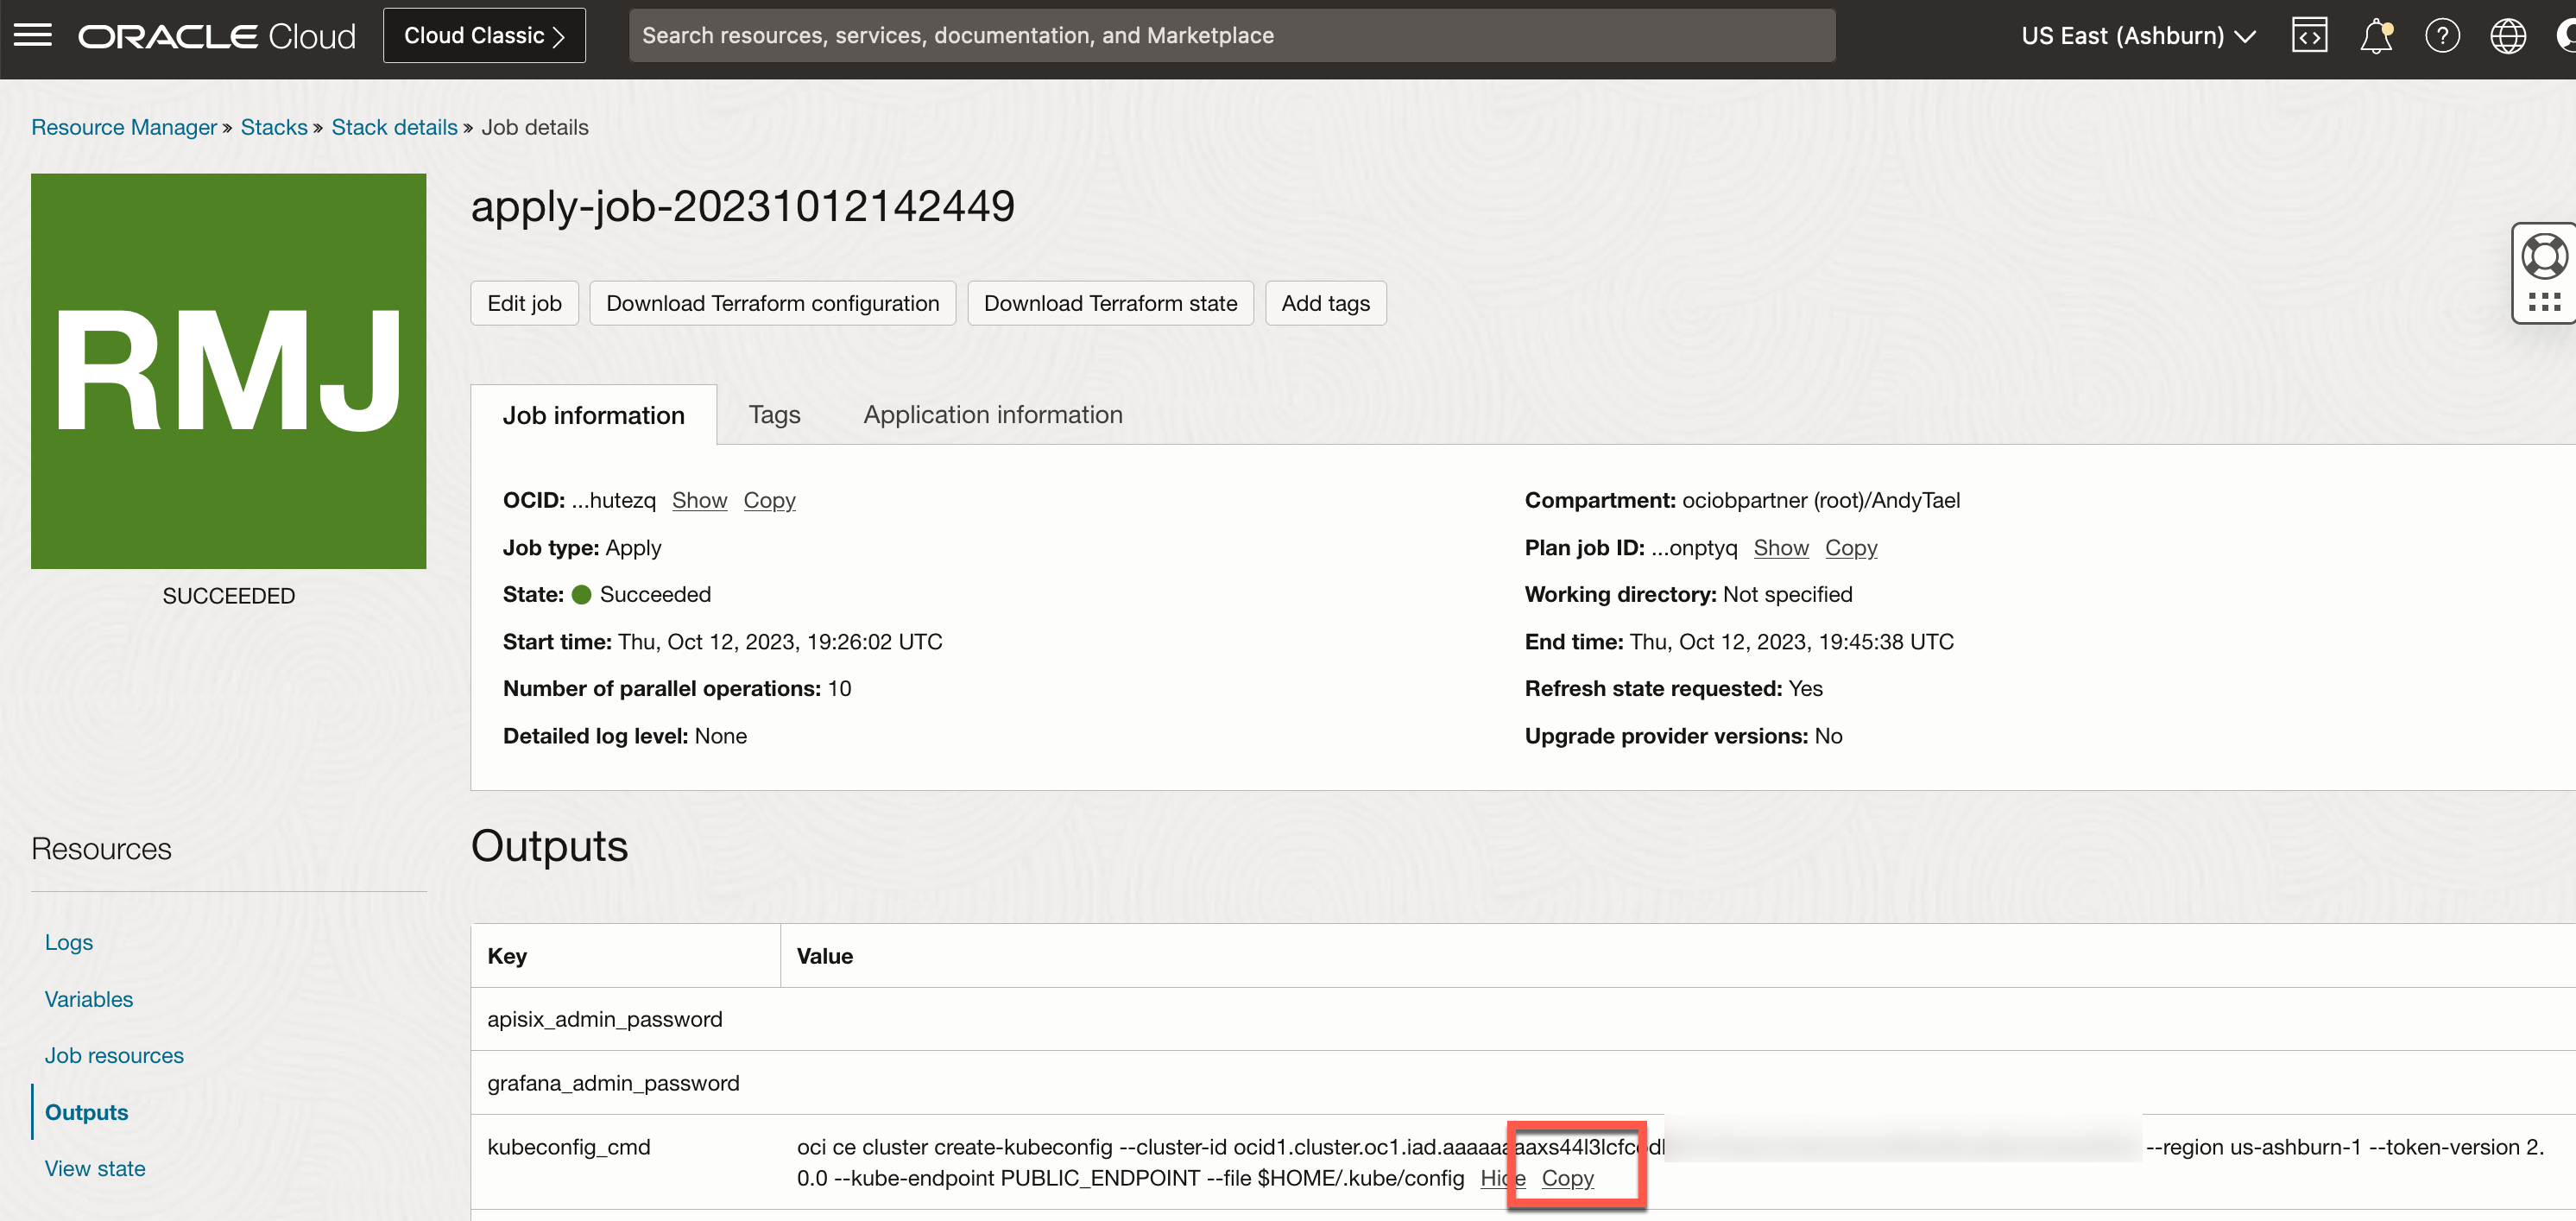 ORACLE Cloud Cloud Classic Search resources, services, documentation, and Marketplace US East (Ashburn)
Resource Manager » Stacks » Stack details » Job details
RMJ
SUCCEEDED
apply-job-20231012142449
Edit job Download Terraform configuration Download Terraform state Add tags
Job information Tags Application information
OCID: ...hutezq Show Copy
Job type: Apply
State: Succeeded
Start time: Thu, Oct 12, 2023, 19:26:02 UTC
Number of parallel operations: 10
Detailed log level: None
Compartment: ociobpartner (root)/AndyTael
Plan job ID: ...onptyq Show Copy
Working directory: Not specified
End time: Thu, Oct 12, 2023, 19:45:38 UTC
Refresh state requested: Yes
Upgrade provider versions: No
Resources
Logs
Variables
Job resources
Outputs
View state
Outputs
Key Value
apisix_admin_password
grafana_admin_password
kubeconfig_cmd oci ce cluster create-kubeconfig --cluster-id --region us-ashburn-1 --token-version 2.
0.0 --kube-endpoint PUBLIC_ENDPOINT --file $HOME/.kube/config Hide Copy